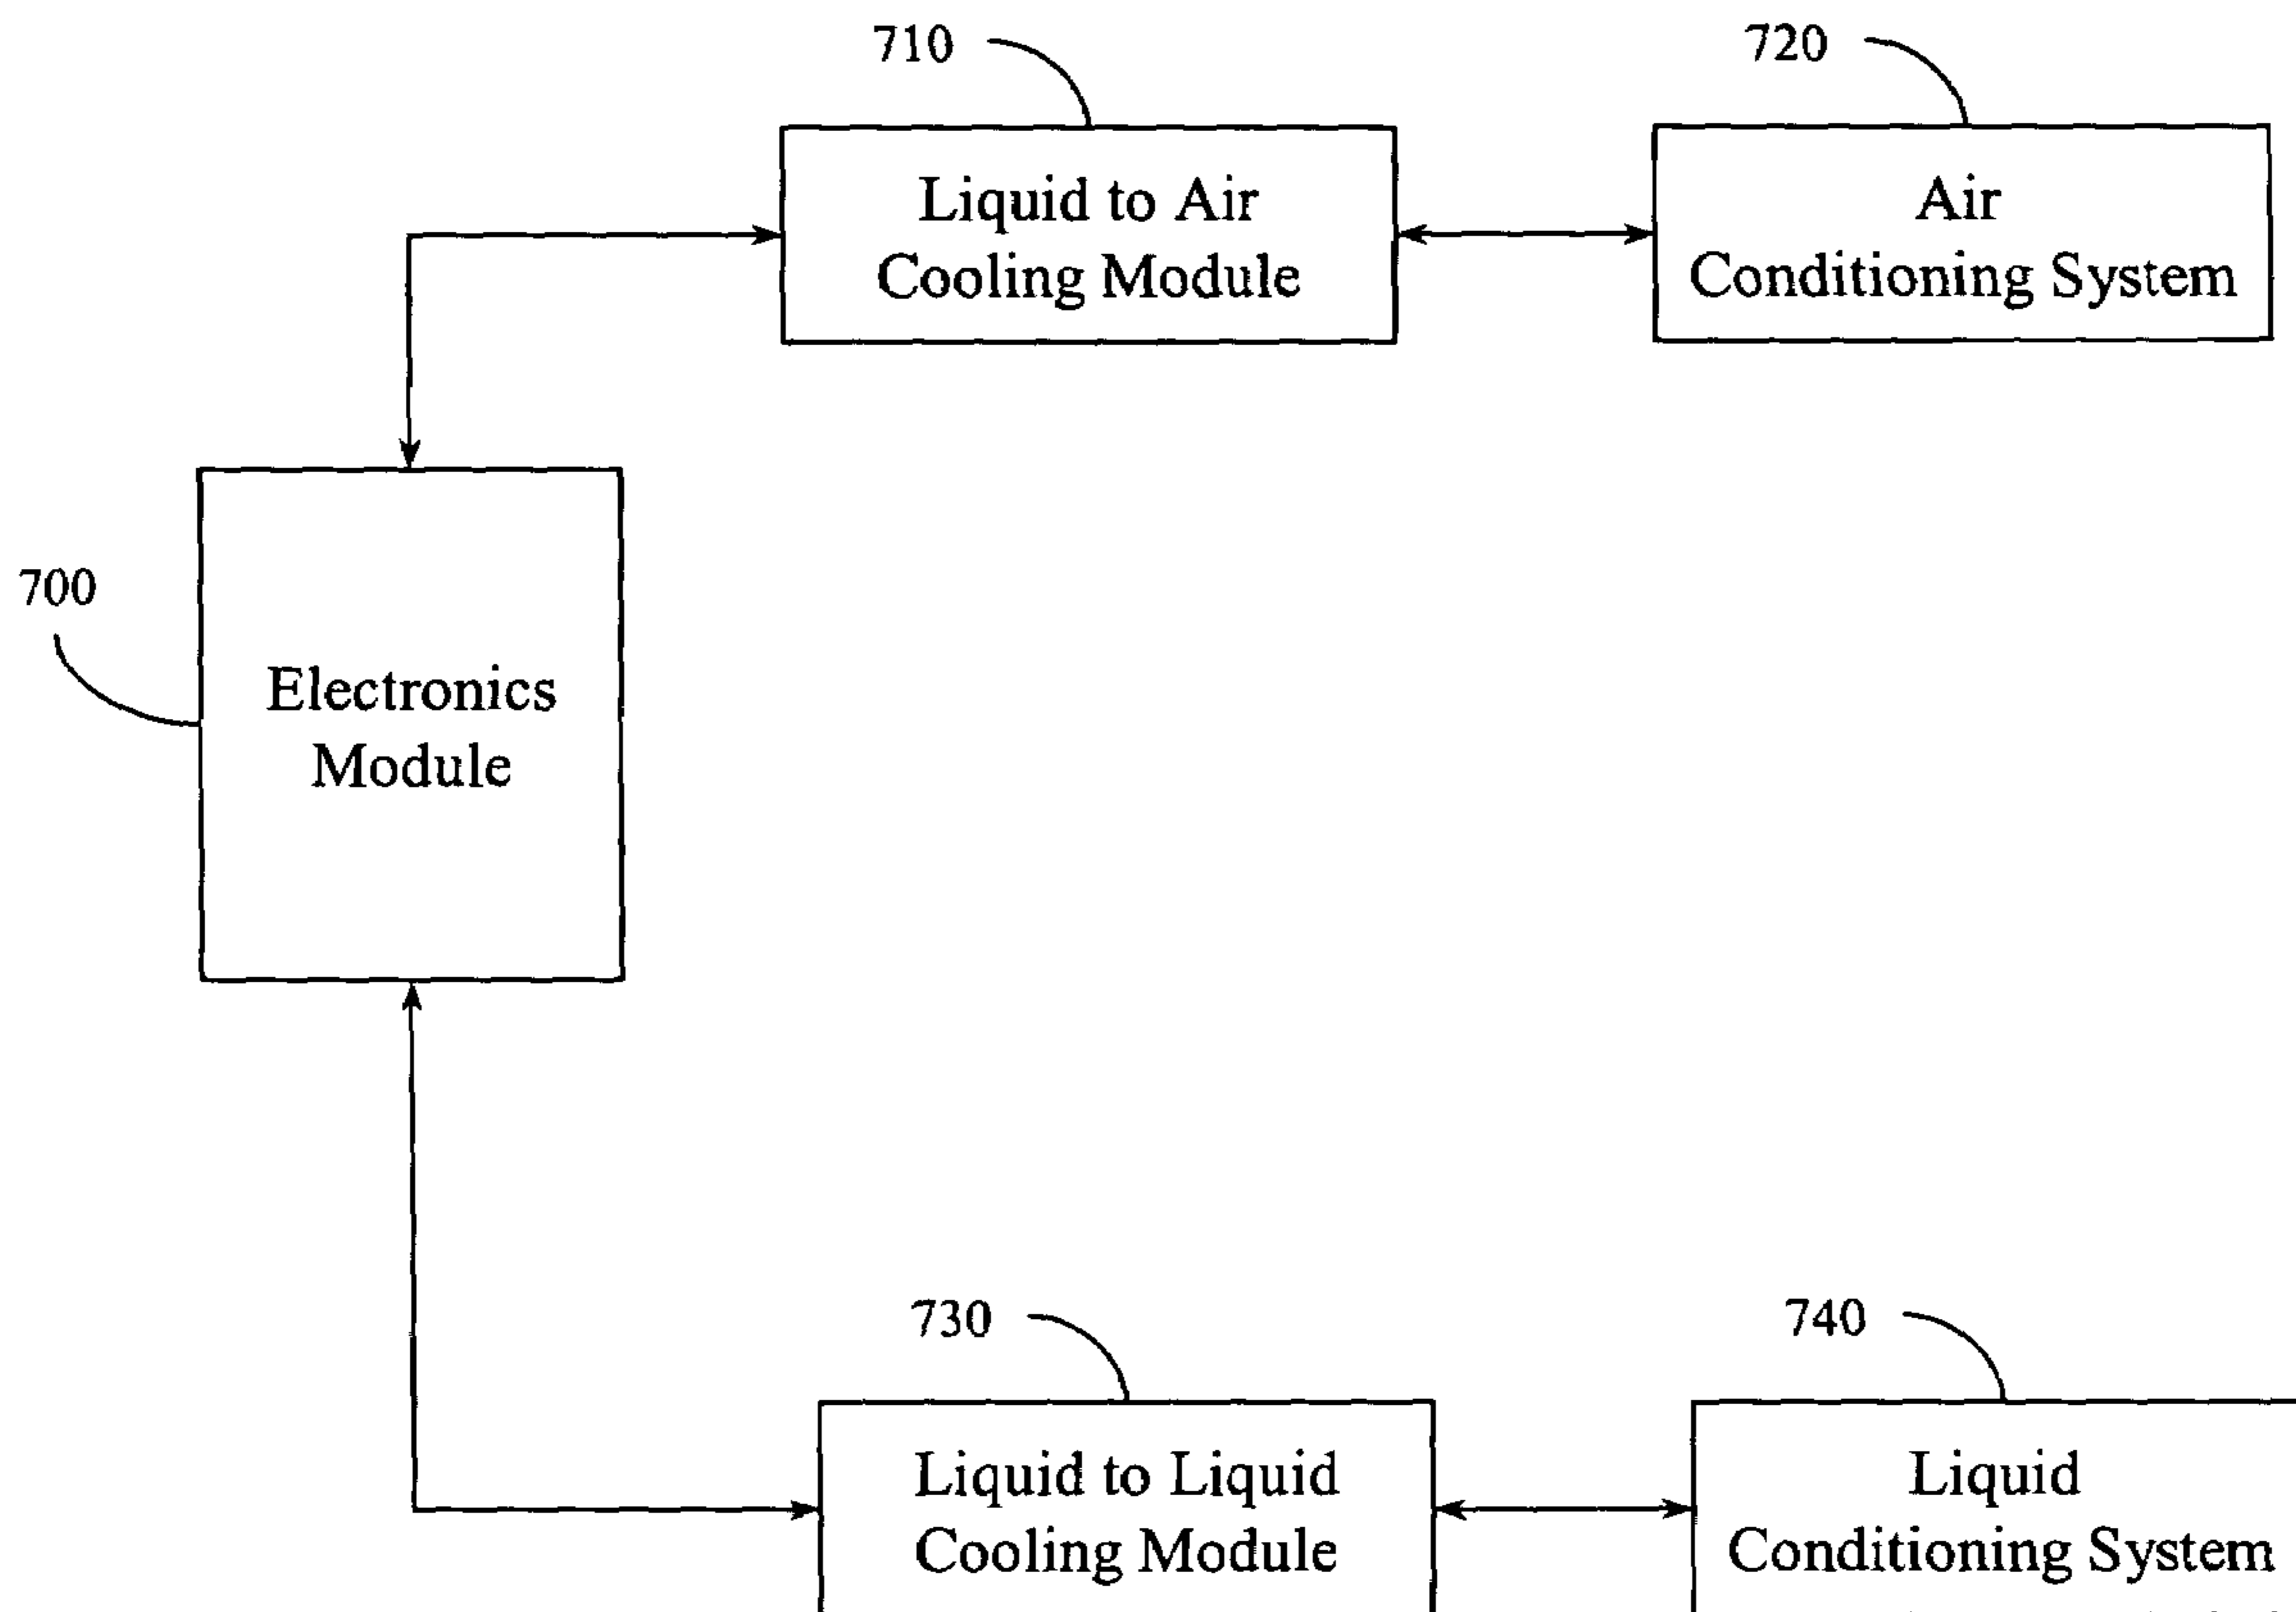 710
720
Liquid to Air
Cooling Module
Air
Conditioning System
700
Electronics
Module
730
740
Liquid to Liquid
Cooling Module
Liquid
Conditioning System